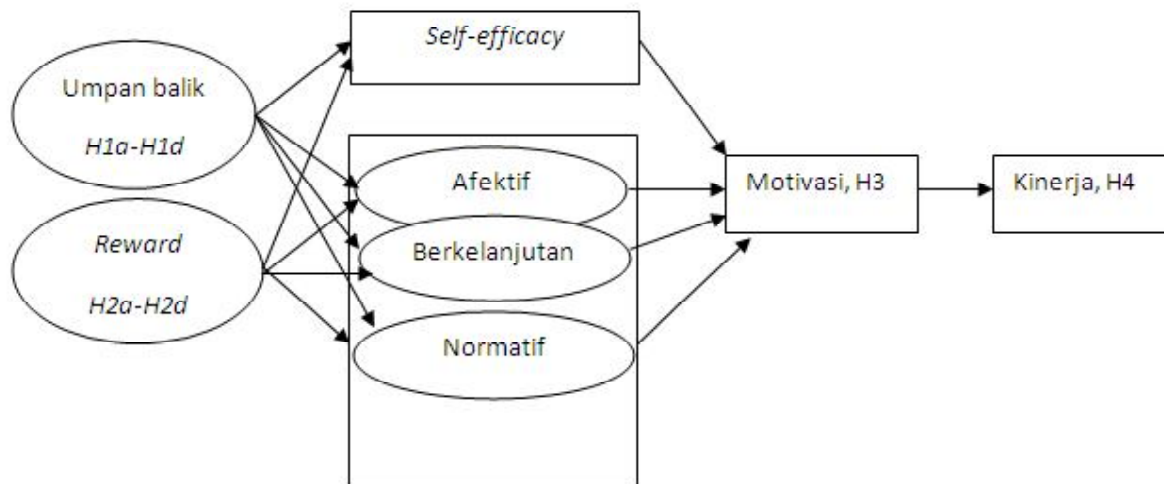 Self-efficacy
Umpan balik
H1a-H1d
Reward
H2a-H2d
Afektif
Berkelanjutan
Normatif
Motivasi, H3
Kinerja, H4